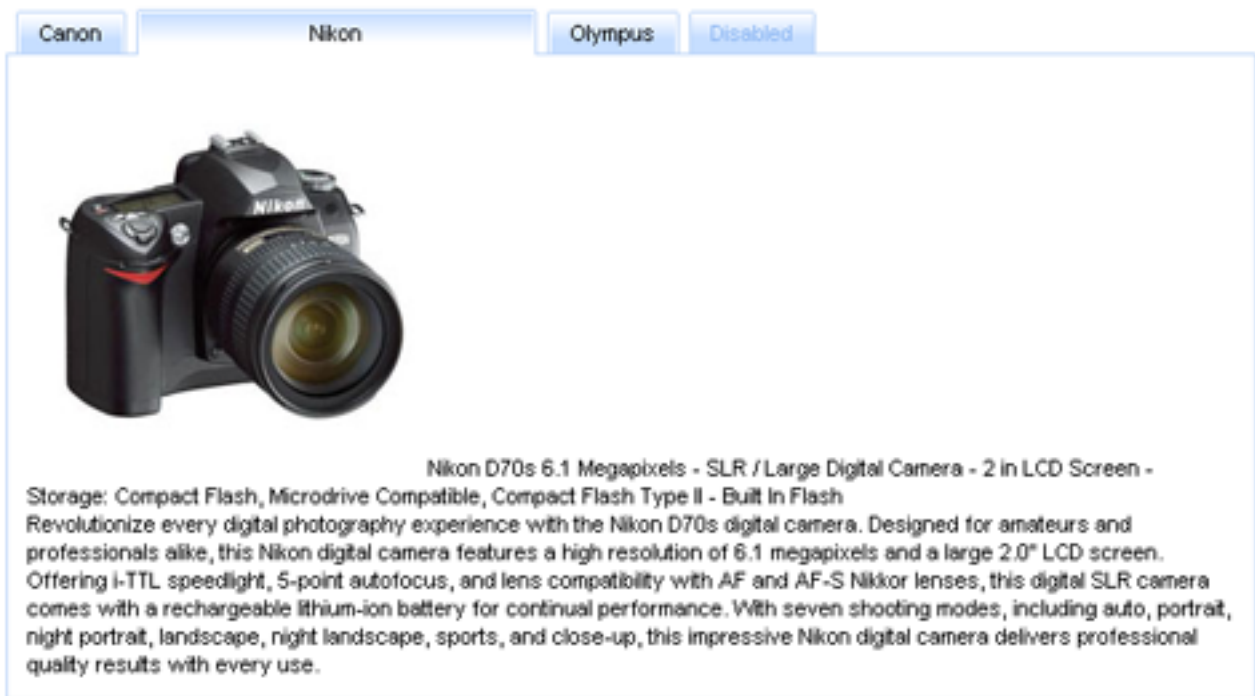 Canon
Nikon
Olympus
Disabled
Nikon
Nikon D70s 6.1 Megapixels - SLR / Large Digital Camera - 2 in LCD Screen -
Storage: Compact Flash, Microdrive Compatible, Compact Flash Type II - Built In Flash
Revolutionize every digital photography experience with the Nikon D70s digital camera. Designed for amateurs and
professionals alike, this Nikon digital camera features a high resolution of 6.1 megapixels and a large 2.0" LCD screen.
Offering i-TTL speedlight, 5-point autofocus, and lens compatibility with AF and AF-S Nikkor lenses, this digital SLR camera
comes with a rechargeable lithium-ion battery for continual performance. With seven shooting modes, including auto, portrait,
night portrait, landscape, night landscape, sports, and close-up, this impressive Nikon digital camera delivers professional
quality results with every use.